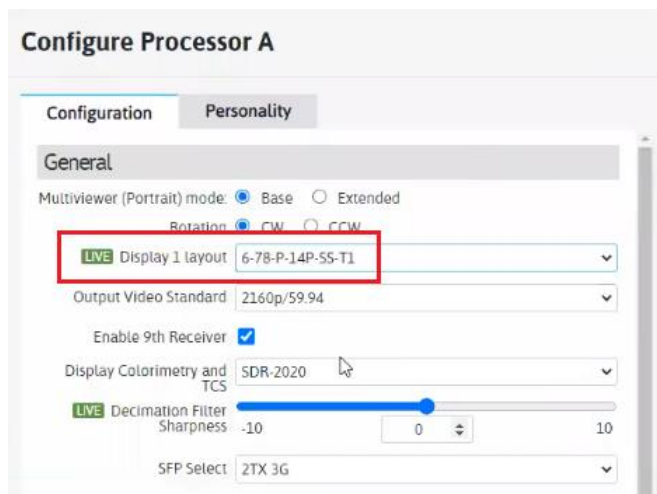 Configure Processor A
Configuration Personality
General
Multiviewer (Portrait) mode: Base Extended
Rotation CW CCW
LIVE Display 1 layout 6-78-P-14P-SS-T1
Output Video Standard 2160p/59.94
Enable 9th Receiver
Display Colorimetry and TCS SDR-2020
LIVE Decimation Filter Sharpness -10 0 10
SFP Select 2TX 3G